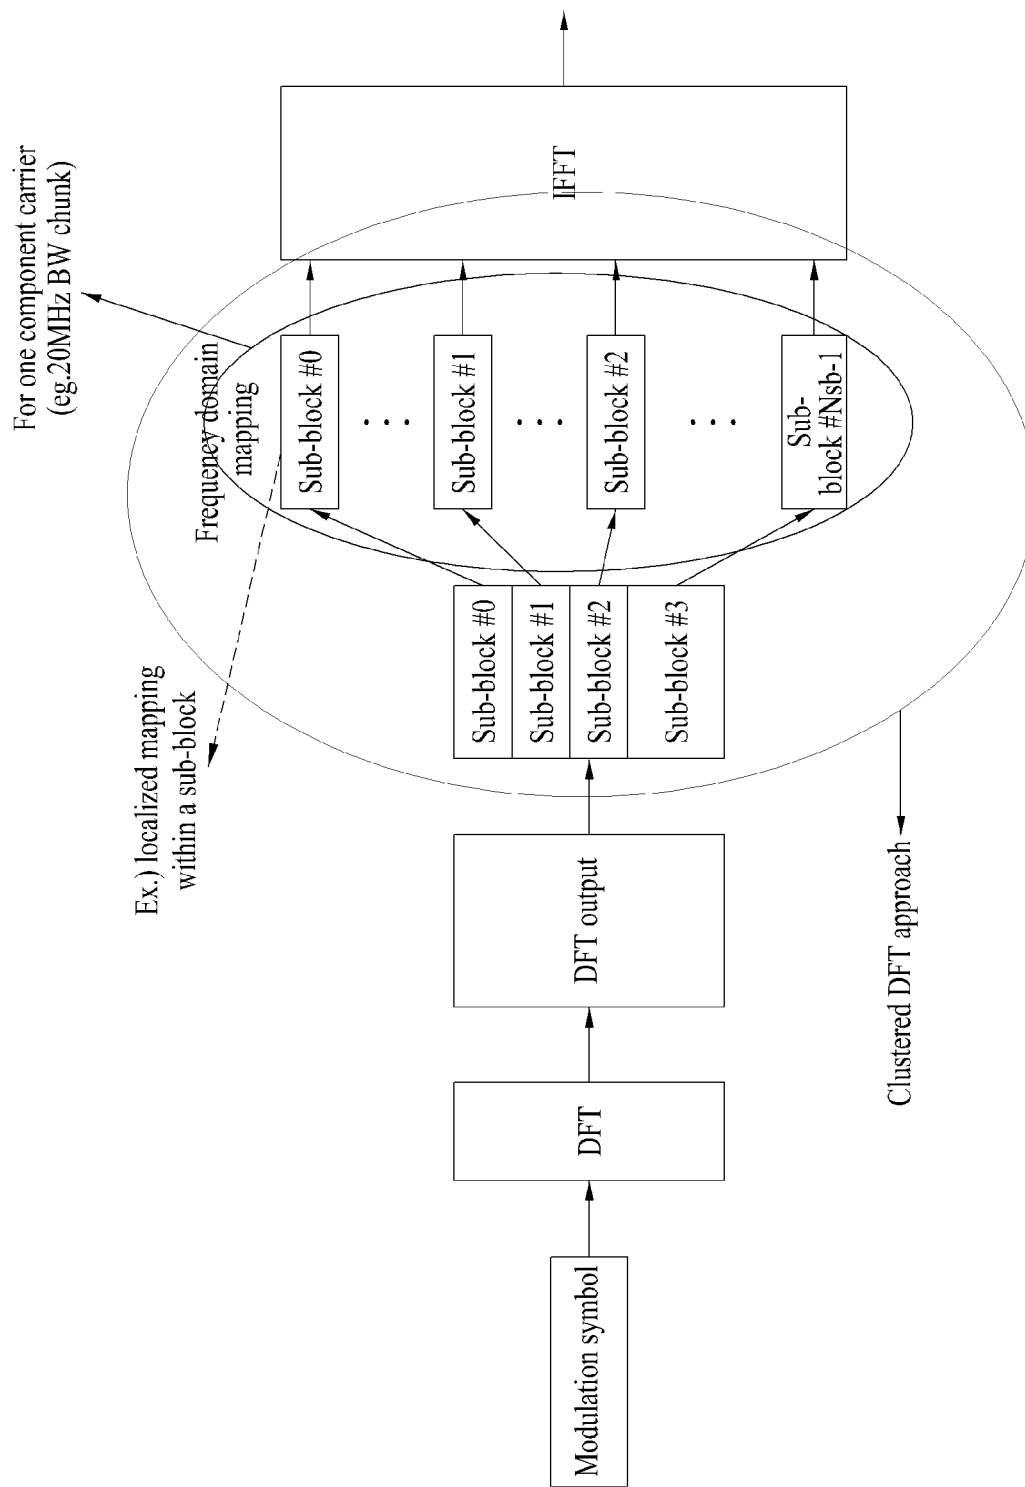 Modulation symbol
DFT
DFT output
Sub-block #0
Sub-block #1
Sub-block #2
Sub-block #3
Ex.) localized mapping
within a sub-block
Frequency domain
mapping
Sub-block #0
• • •
Sub-block #1
• • •
Sub-block #2
• • •
Sub-
block #Nsb-1
For one component carrier
(eg.20MHz BW chunk)
IFFT
Clustered DFT approach